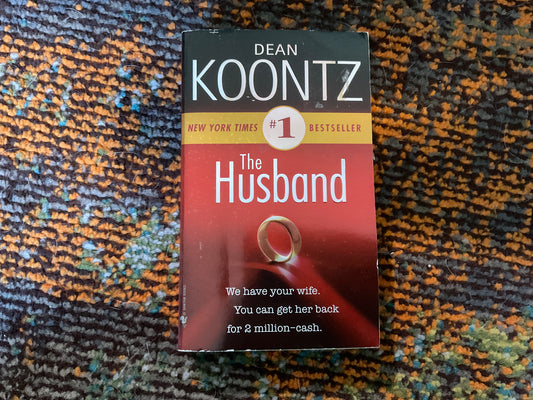 DEAN
KOONTZ
NEW YORK TIMES #1 BESTSELLER
The
Husband
We have your wife.
You can get her back
for 2 million–cash.